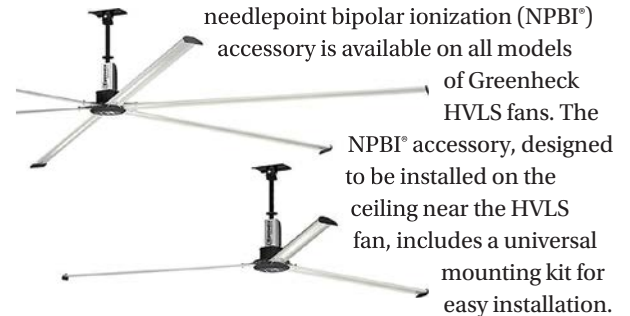 needlepoint bipolar ionization (NPBI®)
accessory is available on all models
of Greenheck
HVLS fans. The
NPBI® accessory, designed
to be installed on the
ceiling near the HVLS
fan, includes a universal
mounting kit for
easy installation.